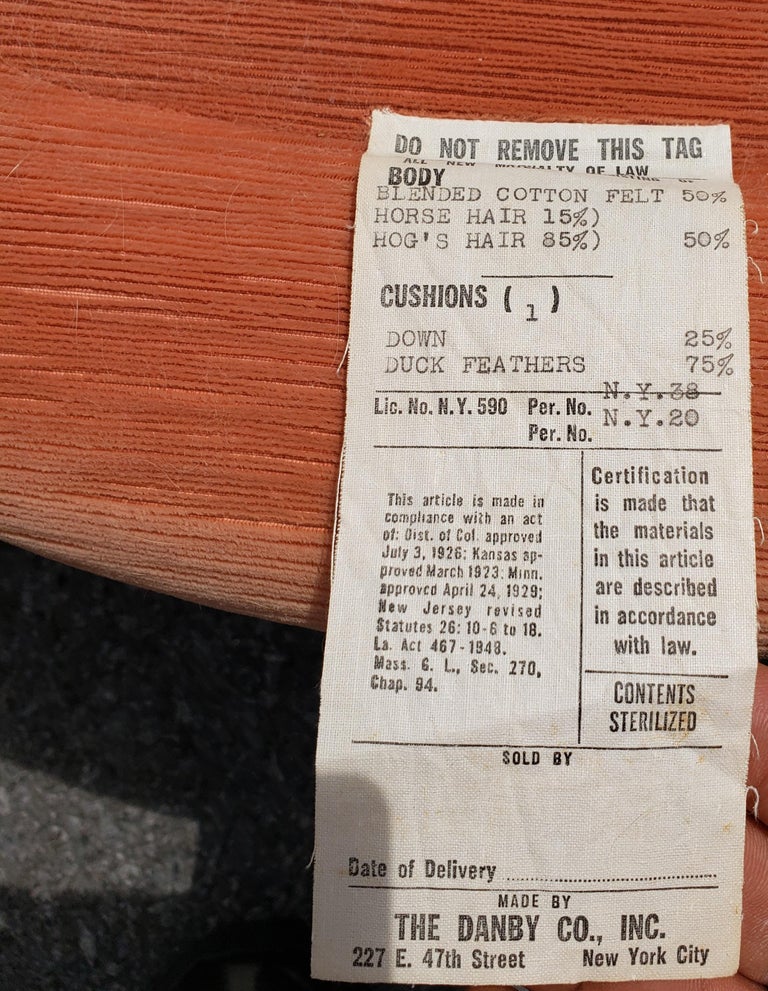 DO NOT REMOVE THIS TAG
ALL NEW OF LAW
BODY
BLENDED COTTON FELT 50%
HORSE HAIR 15%)
HOG'S HAIR 85%) 50%
CUSHIONS ( 1 )
DOWN 25%
DUCK FEATHERS 75%
N.Y.38
Lic. No. N.Y. 590 Per. No. N.Y.20
Per. No.
This article is made in
compliance with an act
of: Dist. of Col. approved
July 3, 1926; Kansas ap-
proved March 1923; Minn.
approved April 24, 1929;
New Jersey revised
Statutes 26: 10-6 to 18.
La. Act 467-1948.
Mass. G. L., Sec. 270,
Chap. 94.
Certification
is made that
the materials
in this article
are described
in accordance
with law.
CONTENTS
STERILIZED
SOLD BY
Date of Delivery
MADE BY
THE DANBY CO., INC.
227 E. 47th Street New York City